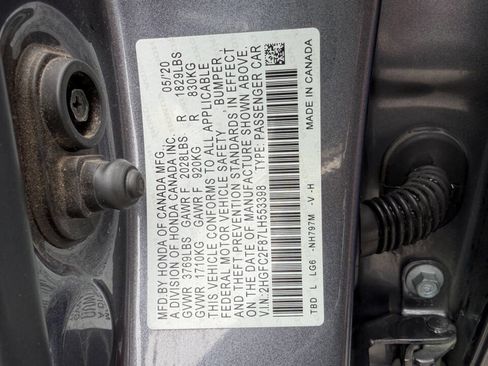 MFD. BY HONDA OF CANADA MFG. 05/'20
A DIVISION OF HONDA CANADA INC.
GVWR 3769LBS GAWR F 2028LBS R 1829LBS
GVWR 1710KG GAWR F 920KG R 830KG
THIS VEHICLE CONFORMS TO ALL APPLICABLE
FEDERAL MOTOR VEHICLE SAFETY, BUMPER,
AND THEFT PREVENTION STANDARDS IN EFFECT
ON THE DATE OF MANUFACTURE SHOWN ABOVE.
V.I.N. 2HGFC2F87LH553398 TYPE: PASSENGER CAR
MADE IN CANADA
TBD L LG6 -NH797M -V -H